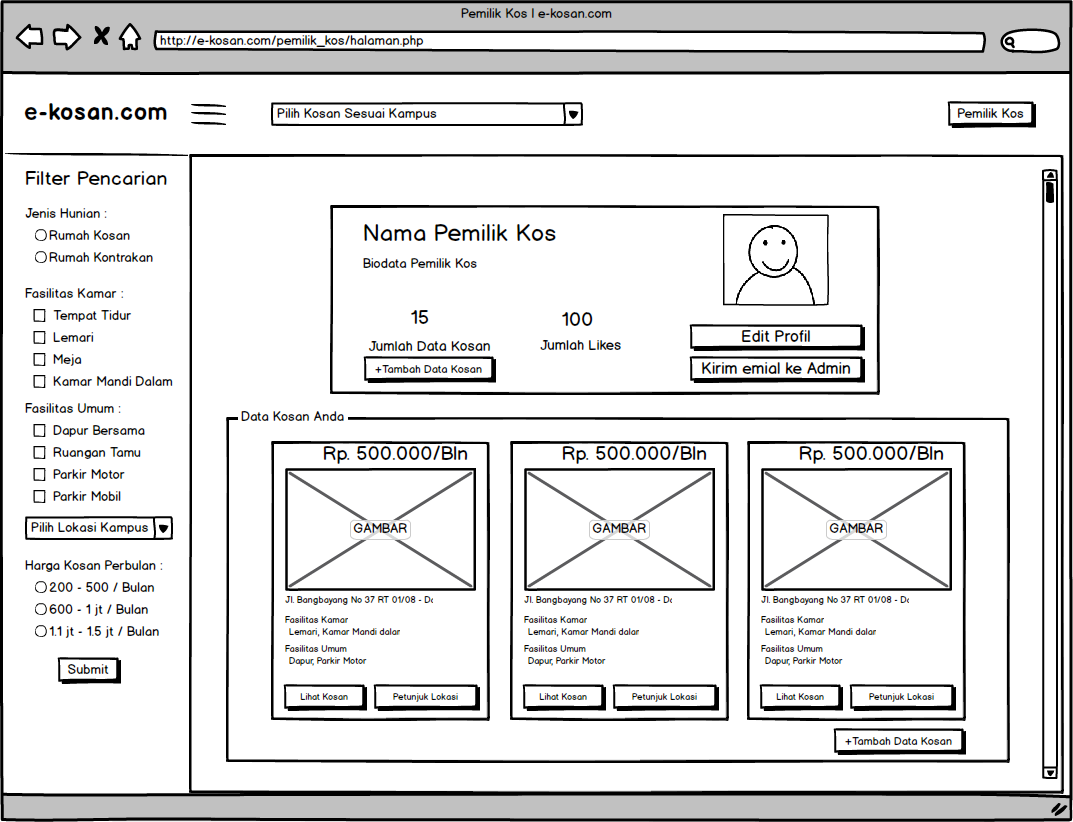 Pemilik Kos | e-kosan.com
http://e-kosan.com/pemilik_kos/halaman.php
e-kosan.com
Pilih Kosan Sesuai Kampus
Pemilik Kos
Filter Pencarian
Jenis Hunian :
Rumah Kosan
Rumah Kontrakan
Fasilitas Kamar :
Tempat Tidur
Lemari
Meja
Kamar Mandi Dalam
Fasilitas Umum :
Dapur Bersama
Ruangan Tamu
Parkir Motor
Parkir Mobil
Pilih Lokasi Kampus
Harga Kosan Perbulan :
200 - 500 / Bulan
600 - 1 jt / Bulan
1.1 jt - 1.5 jt / Bulan
Submit
Nama Pemilik Kos
Biodata Pemilik Kos
15
Jumlah Data Kosan
+Tambah Data Kosan
100
Jumlah Likes
Edit Profil
Kirim emial ke Admin
Data Kosan Anda
Rp. 500.000/Bln
GAMBAR
Jl. Bangbayang No 37 RT 01/08 -
Fasilitas Kamar
Lemari, Kamar Mandi dalar
Fasilitas Umum
Dapur, Parkir Motor
Lihat Kosan
Petunjuk Lokasi
Rp. 500.000/Bln
GAMBAR
Jl. Bangbayang No 37 RT 01/08 -
Fasilitas Kamar
Lemari, Kamar Mandi dalar
Fasilitas Umum
Dapur, Parkir Motor
Lihat Kosan
Petunjuk Lokasi
Rp. 500.000/Bln
GAMBAR
Jl. Bangbayang No 37 RT 01/08 -
Fasilitas Kamar
Lemari, Kamar Mandi dalar
Fasilitas Umum
Dapur, Parkir Motor
Lihat Kosan
Petunjuk Lokasi
+Tambah Data Kosan